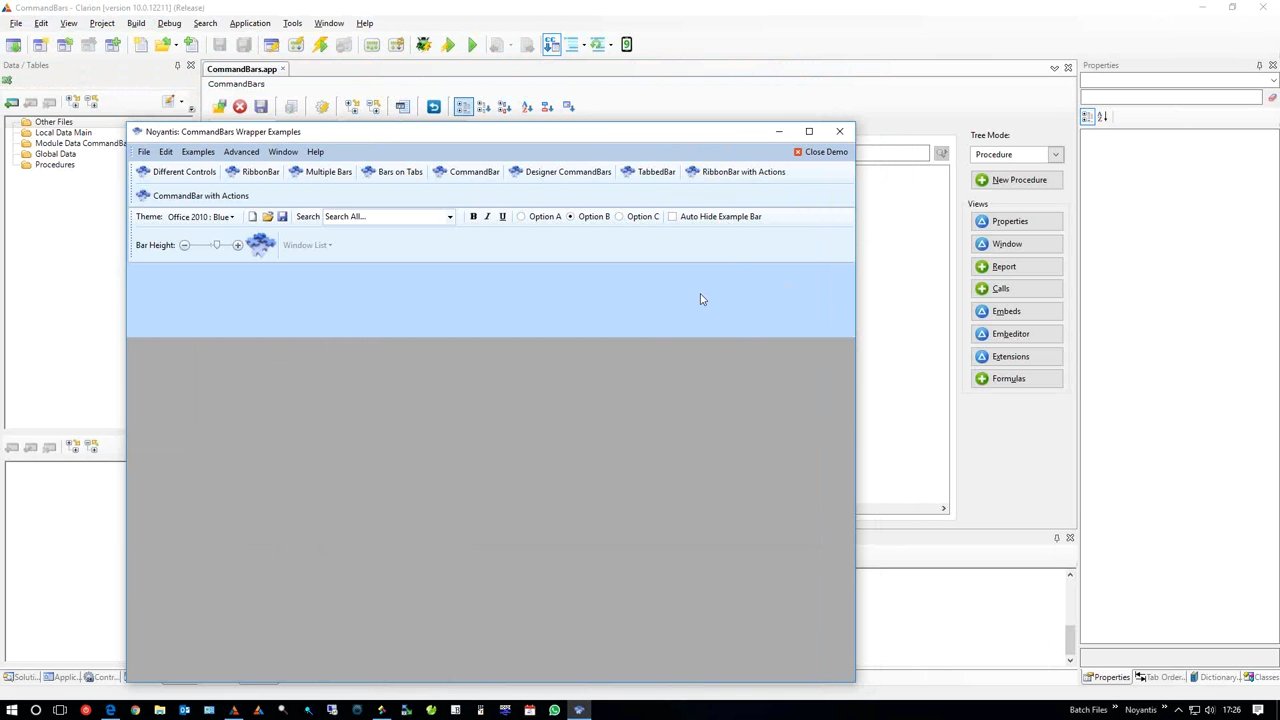 CommandBars - Clarion [version 10.0.12211] (Release)
File Edit View Project Build Debug Search Application Tools Window Help
Data / Tables
CommandBars.app
Properties
CommandBars
Other Files
Local Data Main
Module Data CommandBa
Global Data
Procedures
Noyantis: CommandBars Wrapper Examples
File Edit Examples Advanced Window Help Close Demo
Different Controls RibbonBar Multiple Bars Bars on Tabs CommandBar Designer CommandBars TabbedBar RibbonBar with Actions
CommandBar with Actions
Theme: Office 2010 : Blue Search Search All... B I U Option A Option B Option C Auto Hide Example Bar
Bar Height: Window List
Tree Mode:
Procedure
New Procedure
Views
Properties
Window
Report
Calls
Embeds
Embeditor
Extensions
Formulas
Soluti... Applic... Contr...
Properties Tab Order... Dictionary... Classes
Batch Files » Noyantis » 17:26